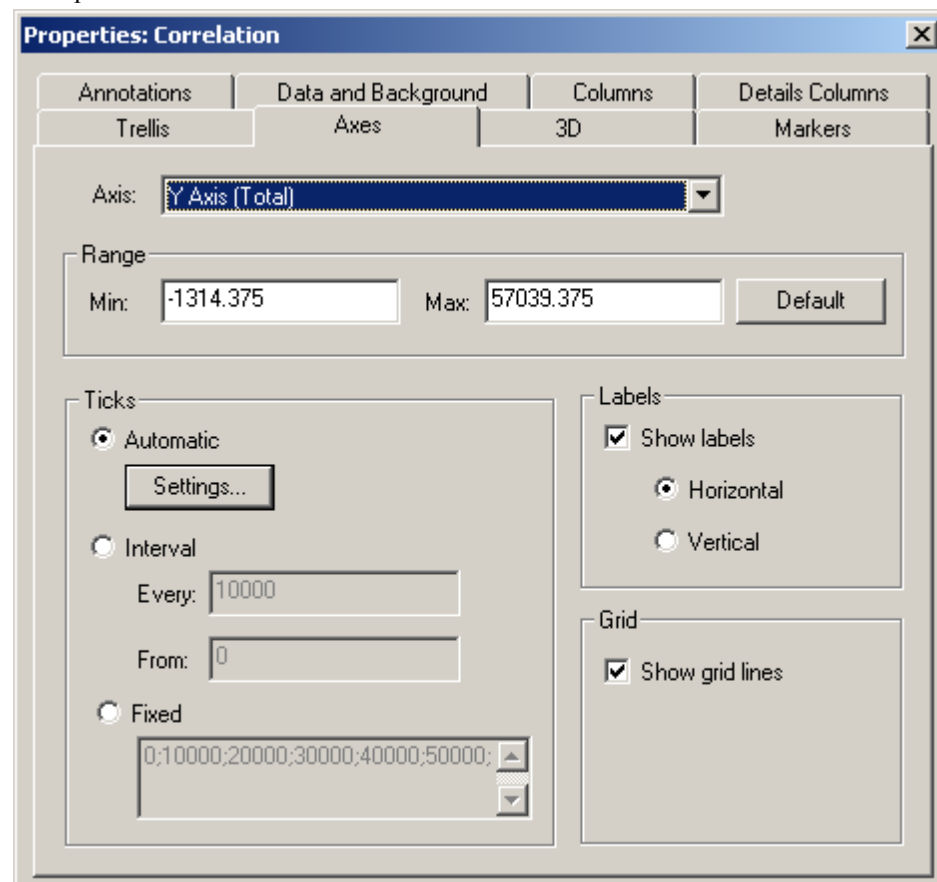 Properties: Correlation
Annotations Data and Background Columns Details Columns
Trellis Axes 3D Markers
Axis: Y Axis (Total)
Range
Min: -1314.375 Max: 57039.375 Default
Ticks
Automatic
Settings...
Interval
Every: 10000
From: 0
Fixed
0;10000;20000;30000;40000;50000;
Labels
Show labels
Horizontal
Vertical
Grid
Show grid lines